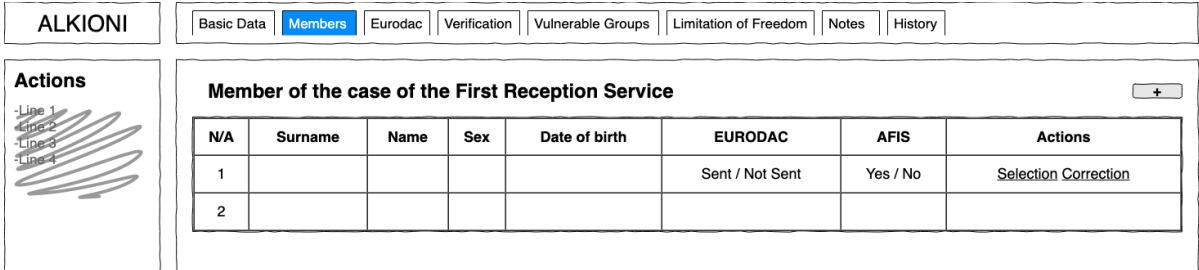 ALKIONI
Basic Data Members Eurodac Verification Vulnerable Groups Limitation of Freedom Notes History
Actions
-Line 1
-Line 2
-Line 3
-Line 4
Member of the case of the First Reception Service +
N/A Surname Name Sex Date of birth EURODAC AFIS Actions
1 Sent / Not Sent Yes / No Selection Correction
2